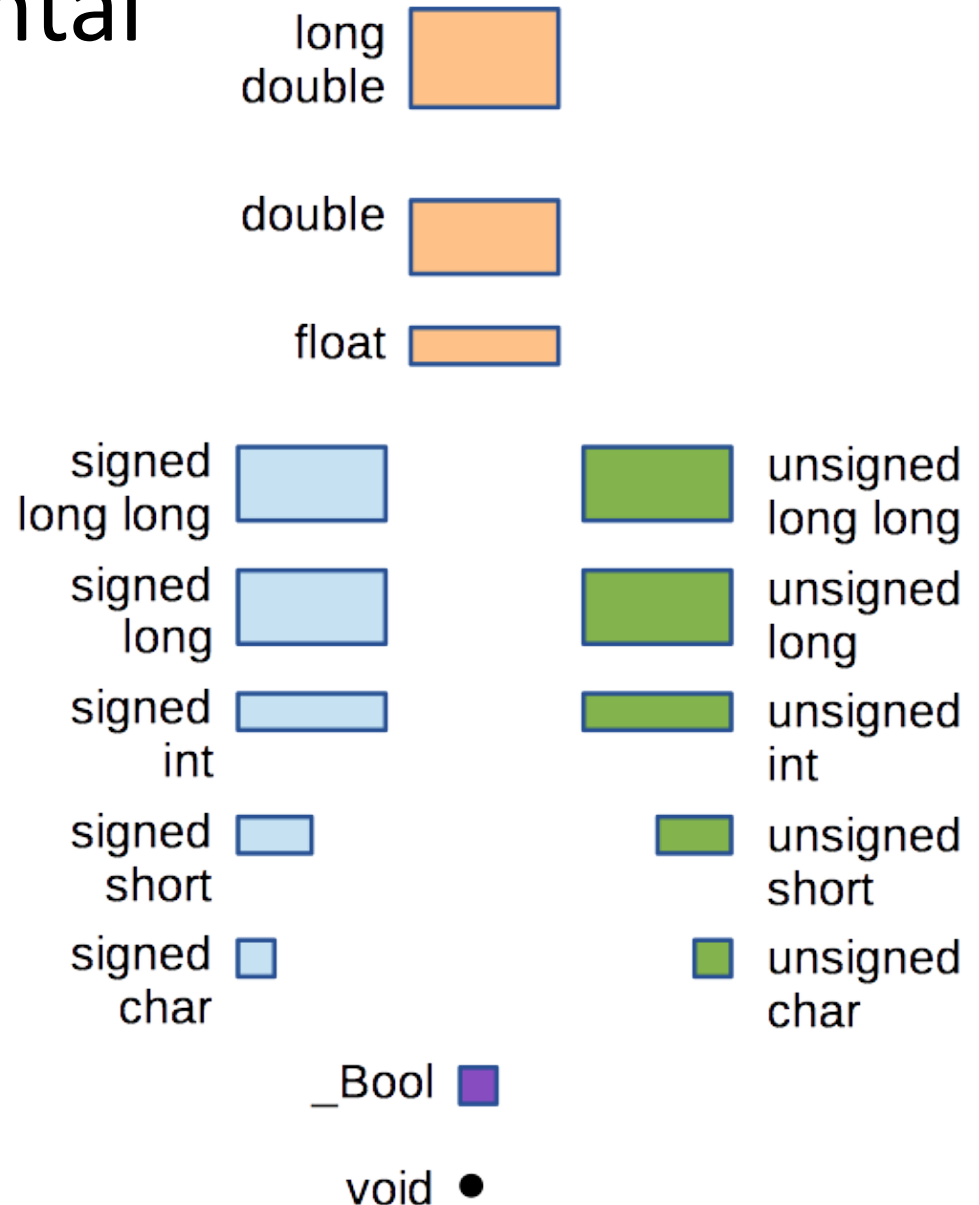 ntal
long
double
double
float
signed
long long
unsigned
long long
signed
long
unsigned
long
signed
int
unsigned
int
signed
short
unsigned
short
signed
char
unsigned
char
_Bool
void